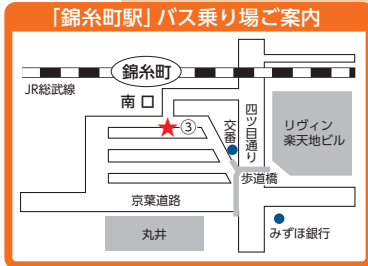 「錦糸町駅」バス乗り場ご案内
錦糸町
JR総武線
南口
③
交番
四ツ目通り
リヴィン
楽天地ビル
歩道橋
京葉道路
丸井
みずほ銀行